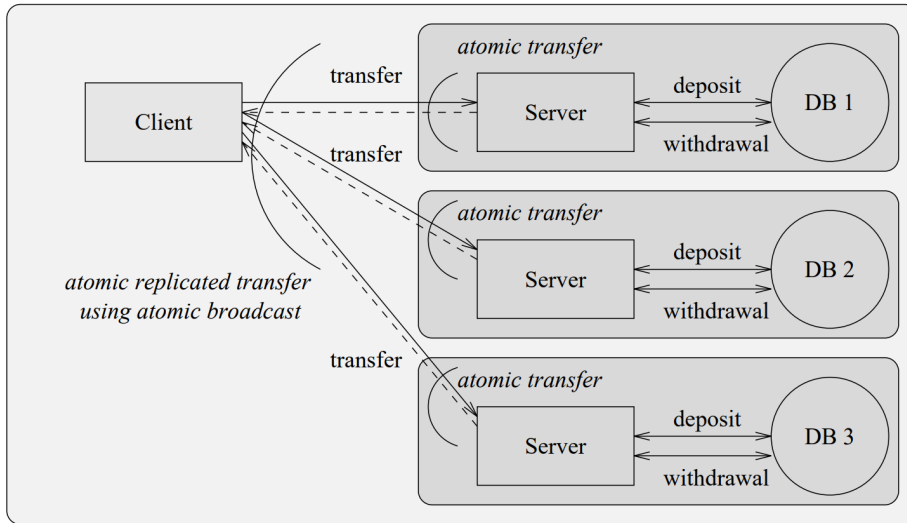 atomic transfer
transfer
deposit
Client
Server
DB 1
withdrawal
transfer
atomic transfer
deposit
Server
DB 2
withdrawal
atomic replicated transfer
using atomic broadcast
transfer
atomic transfer
deposit
Server
DB 3
withdrawal